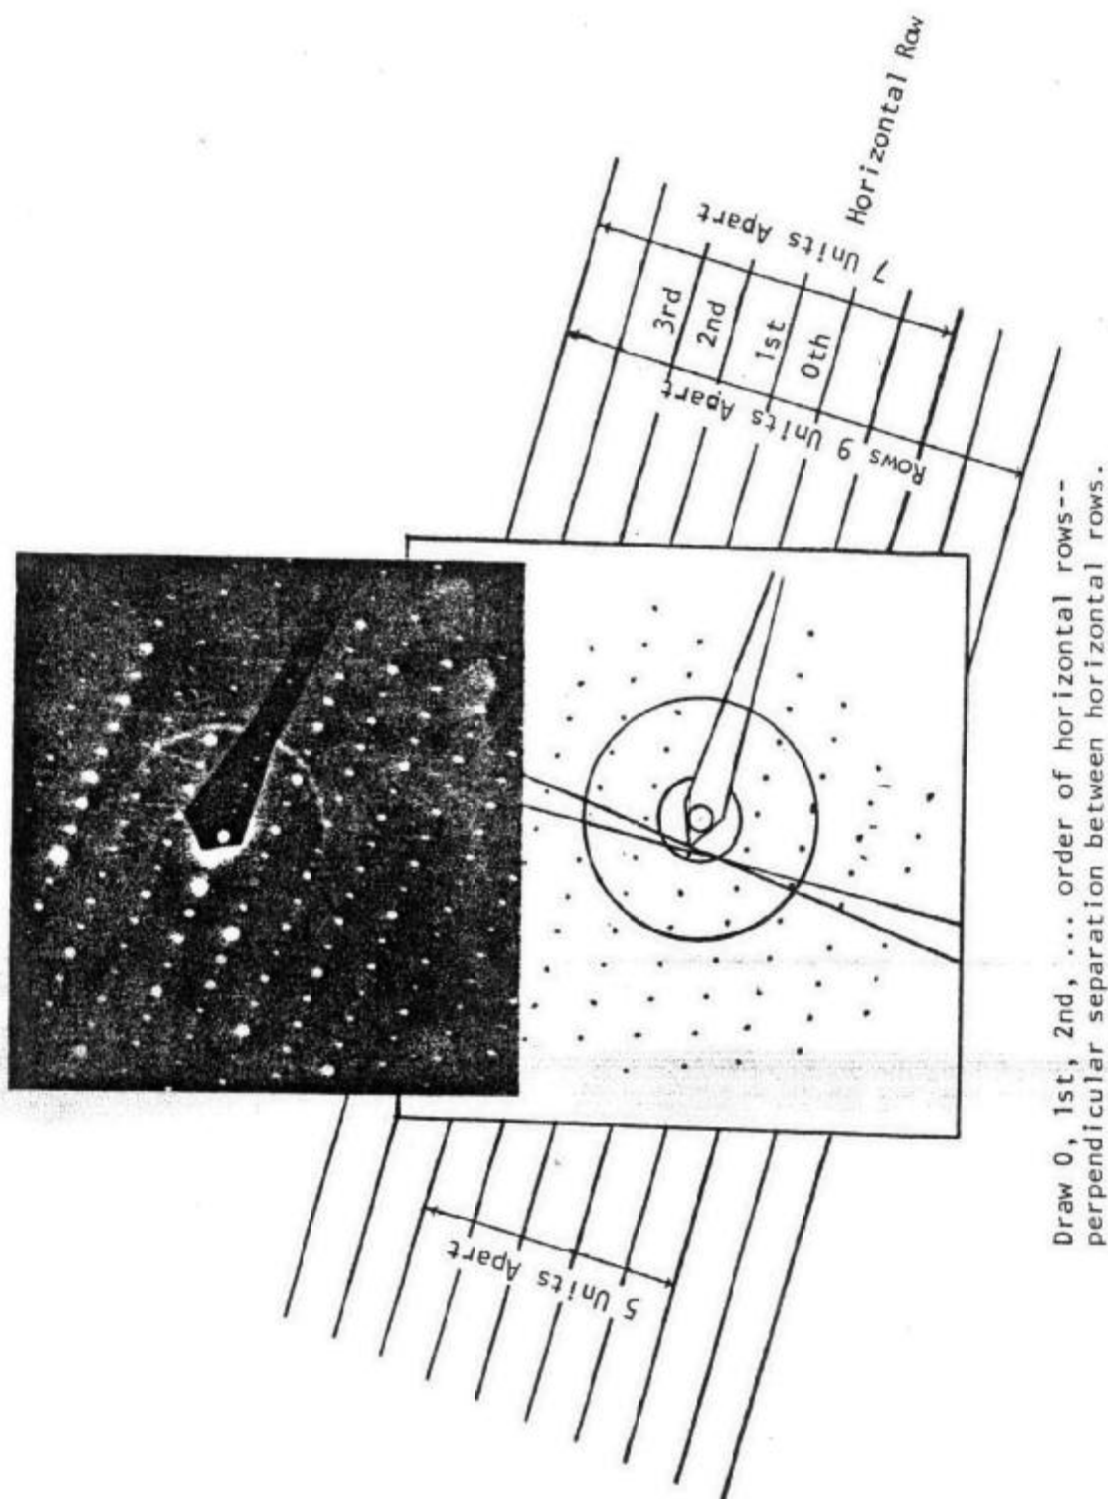 Horizontal Row
7 Units Apart
3rd
2nd
1st
0th
Rows 9 Units Apart
5 Units Apart
Draw 0, 1st, 2nd, ... order of horizontal rows--
perpendicular separation between horizontal rows.